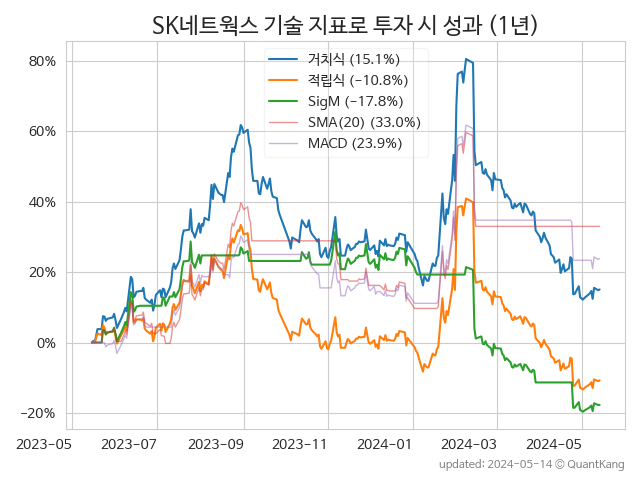 SK네트웍스 기술 지표로 투자 시 성과 (1년)
80%
60%
40%
20%
0%
−20%
거치식 (15.1%)
적립식 (−10.8%)
SigM (−17.8%)
SMA(20) (33.0%)
MACD (23.9%)
2023-05 2023-07 2023-09 2023-11 2024-01 2024-03 2024-05
updated: 2024-05-14 © QuantKang